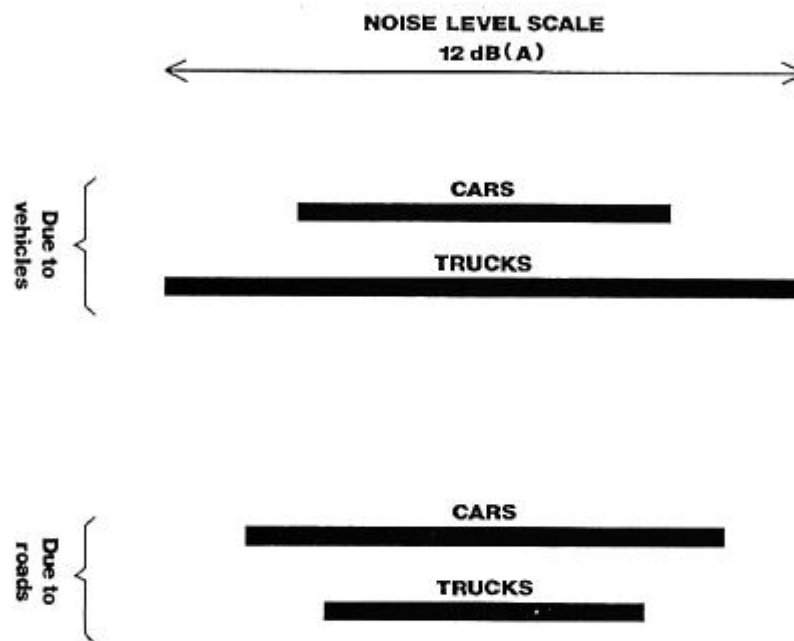 NOISE LEVEL SCALE
12 dB(A)
Due to
vehicles
CARS
TRUCKS
Due to
roads
CARS
TRUCKS